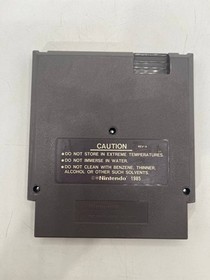 CAUTION
●DO NOT STORE IN EXTREME TEMPERATURES.
●DO NOT IMMERSE IN WATER.
●DO NOT CLEAN WITH BENZENE, THINNER,
ALCOHOL OR OTHER SUCH SOLVENTS.
Nintendo 1985